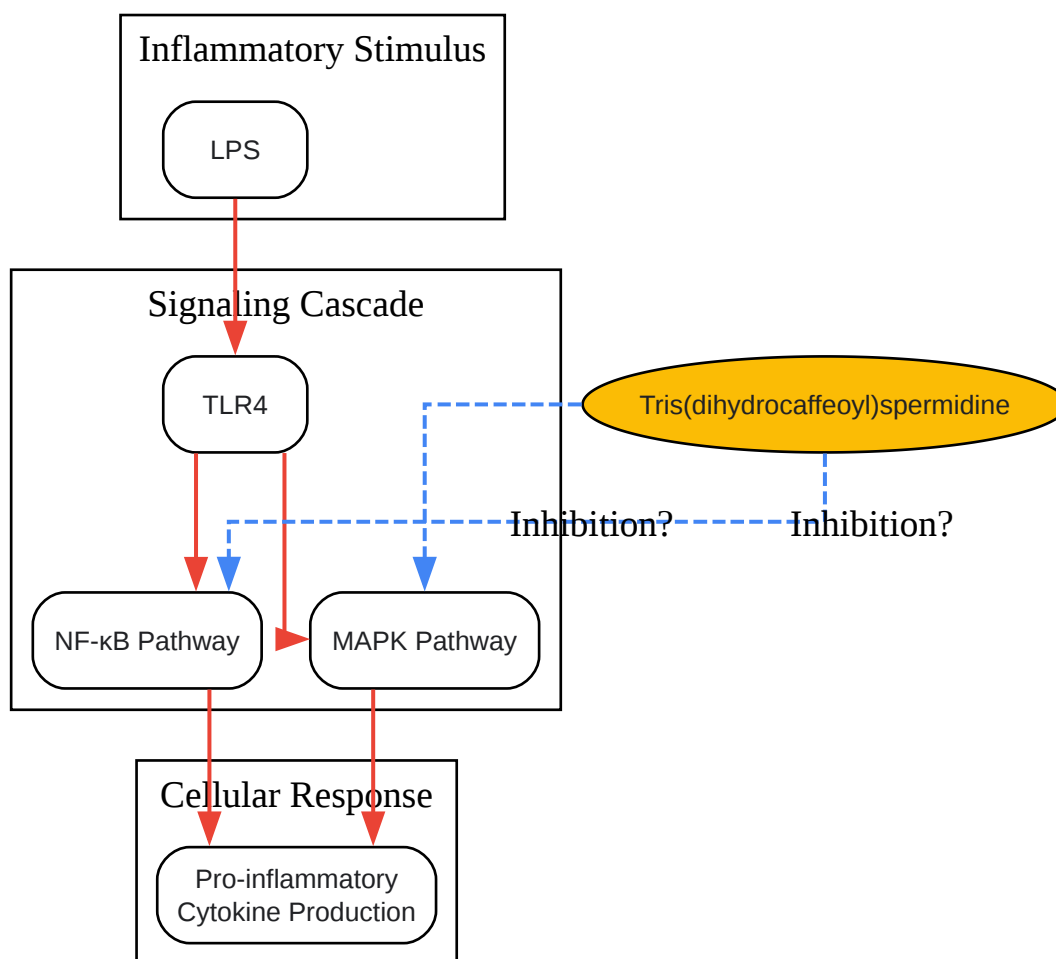 Inflammatory Stimulus
LPS
Signaling Cascade
TLR4
Tris(dihydrocaffeoyl)spermidine
Inhibition?
Inhibition?
NF-κB Pathway
MAPK Pathway
Cellular Response
Pro-inflammatory
Cytokine Production